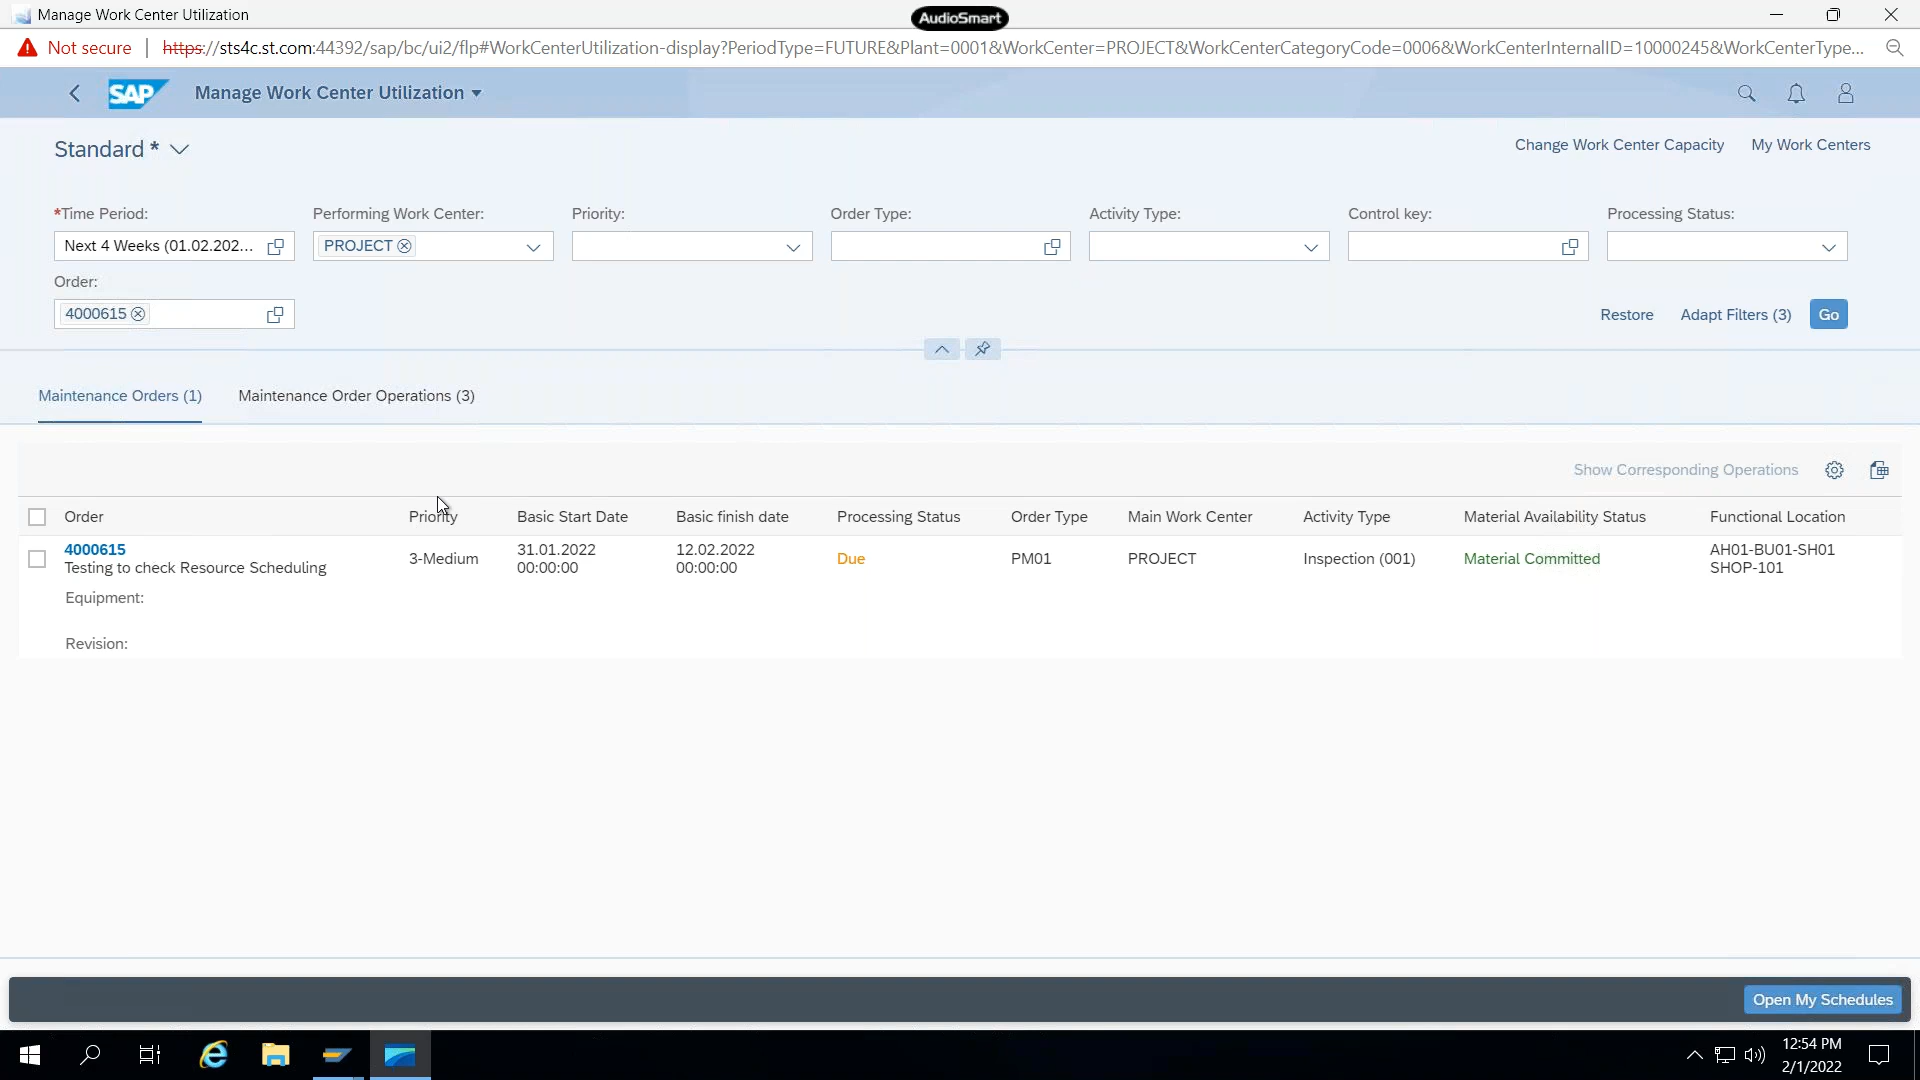 Manage Work Center Utilization
AudioSmart
Not secure | https://sts4c.st.com:44392/sap/bc/ui2/flp#WorkCenterUtilization-display?PeriodType=FUTURE&Plant=0001&WorkCenter=PROJECT&WorkCenterCategoryCode=0006&WorkCenterInternalID=10000245&WorkCenterType...
SAP Manage Work Center Utilization
Standard *
Change Work Center Capacity My Work Centers
*Time Period: Performing Work Center: Priority: Order Type: Activity Type: Control key: Processing Status:
Next 4 Weeks (01.02.202... PROJECT
Order:
4000615
Restore Adapt Filters (3) Go
Maintenance Orders (1) Maintenance Order Operations (3)
Show Corresponding Operations
Order Priority Basic Start Date Basic finish date Processing Status Order Type Main Work Center Activity Type Material Availability Status Functional Location
4000615 31.01.2022 12.02.2022 AH01-BU01-SH01
3-Medium Due PM01 PROJECT Inspection (001) Material Committed
Testing to check Resource Scheduling 00:00:00 00:00:00 SHOP-101
Equipment:
Revision:
Open My Schedules
12:54 PM
2/1/2022